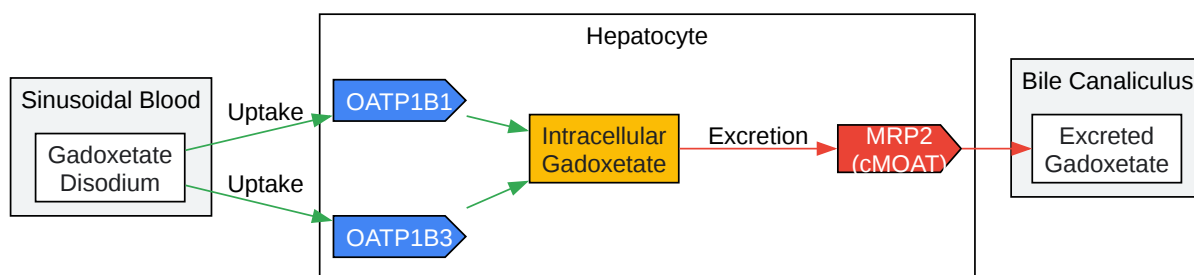 Hepatocyte
Sinusoidal Blood
Gadoxetate
Disodium
Uptake
Uptake
OATP1B1
OATP1B3
Intracellular
Gadoxetate
Excretion
MRP2
(cMOAT)
Bile Canaliculus
Excreted
Gadoxetate